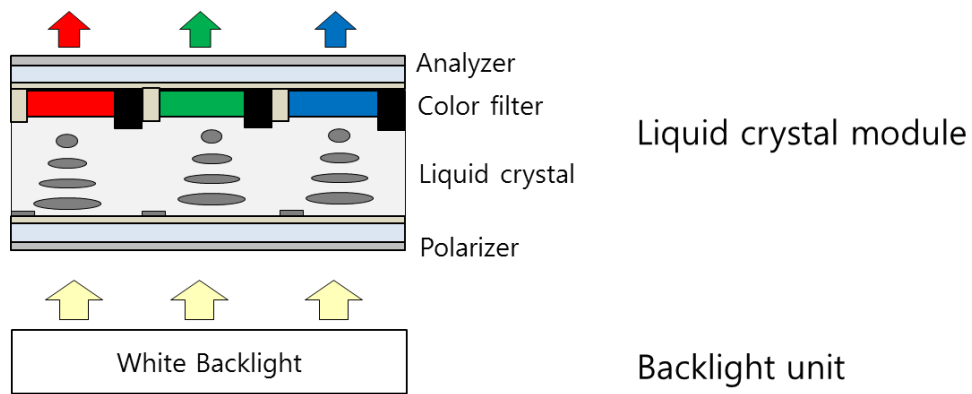 Analyzer
Color filter
Liquid crystal module
Liquid crystal
Polarizer
White Backlight
Backlight unit